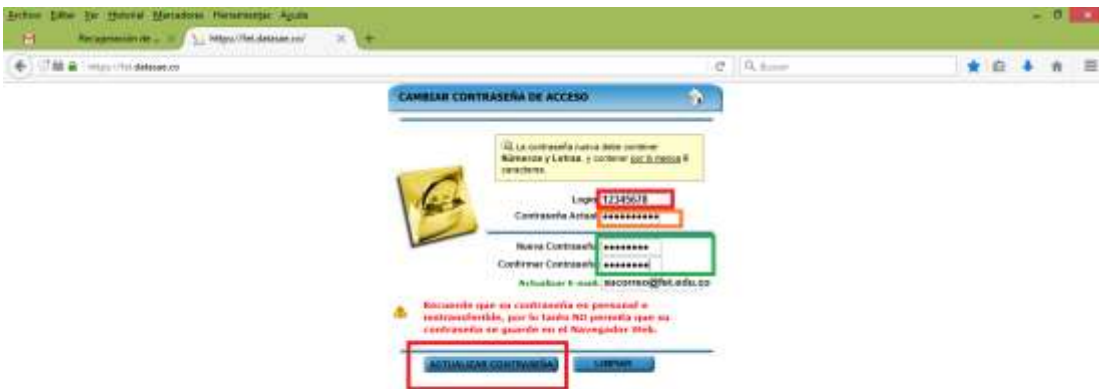 Archivo Editar Ver Historial Marcadores Herramientas Ayuda
Recuperación de ... https://fet.datasae.co/
https://fet.datasae.co Buscar
CAMBIAR CONTRASEÑA DE ACCESO
La contraseña nueva debe contener
Números y Letras, y contener por lo menos 8
caracteres.
Login 12345678
Contraseña Actual ••••••••••
Nueva Contraseña ••••••••
Confirmar Contraseña ••••••••
Actualizar E-mail: sucorreo@fet.edu.co
Recuerde que su contraseña es personal e
instransferible, por lo tanto NO permita que su
contraseña se guarde en el Navegador Web.
ACTUALIZAR CONTRASEÑA LIMPIAR